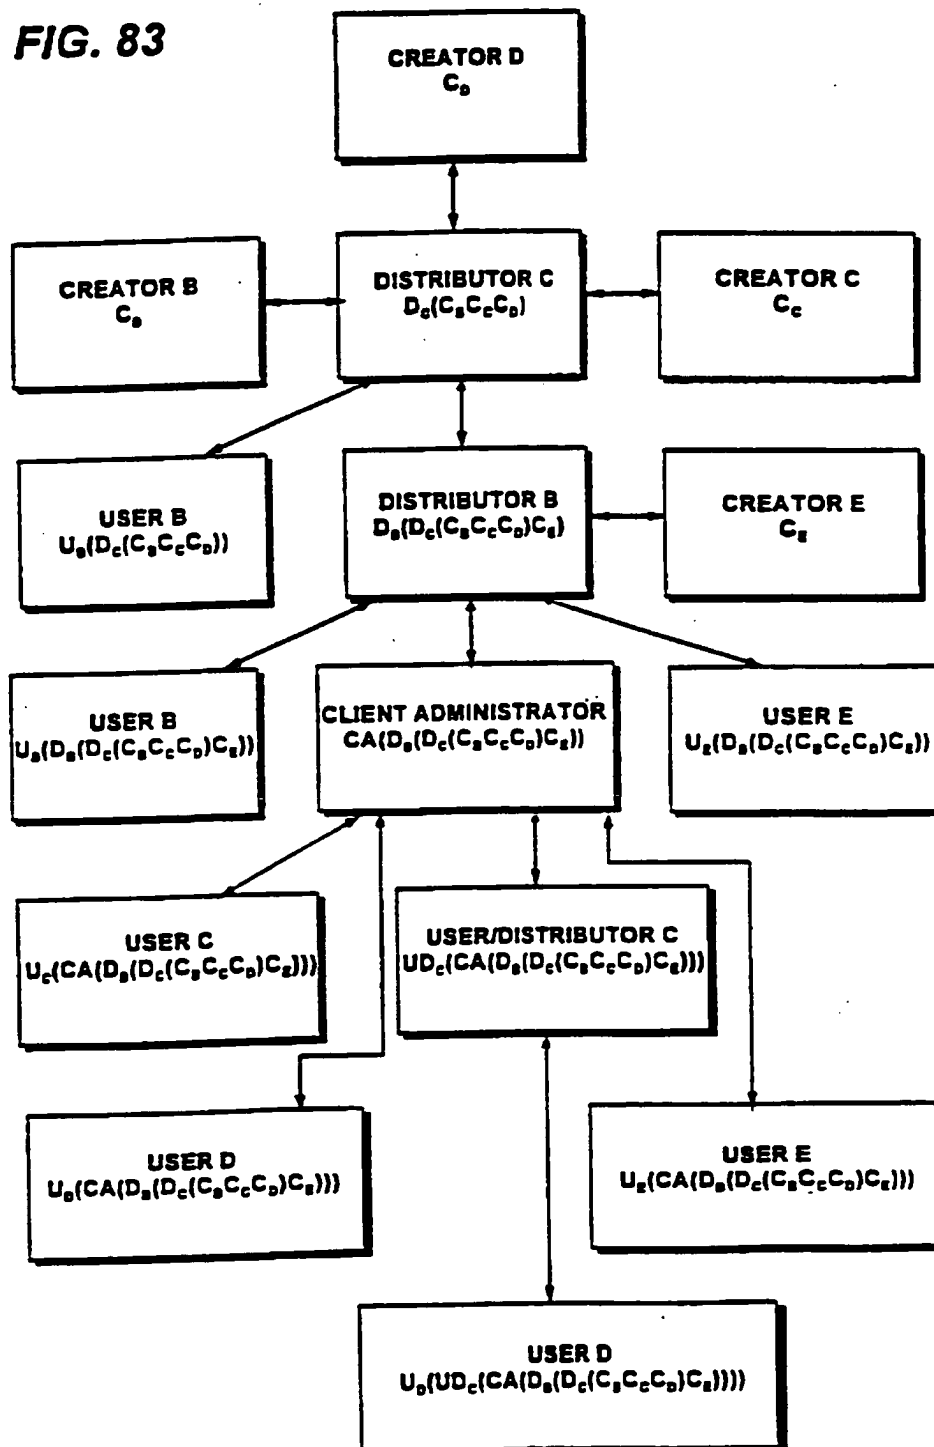 FIG. 83
CREATOR D
C_D
CREATOR B
C_B
DISTRIBUTOR C
D_C(C_BC_CC_D)
CREATOR C
C_C
USER B
U_B(D_C(C_BC_CC_D))
DISTRIBUTOR B
D_B(D_C(C_BC_CC_D)C_E)
CREATOR E
C_E
USER B
U_B(D_B(D_C(C_BC_CC_D)C_E))
CLIENT ADMINISTRATOR
CA(D_B(D_C(C_BC_CC_D)C_E))
USER E
U_E(D_B(D_C(C_BC_CC_D)C_E))
USER C
U_C(CA(D_B(D_C(C_BC_CC_D)C_E)))
USER/DISTRIBUTOR C
UD_C(CA(D_B(D_C(C_BC_CC_D)C_E)))
USER D
U_D(CA(D_B(D_C(C_BC_CC_D)C_E)))
USER E
U_E(CA(D_B(D_C(C_BC_CC_D)C_E)))
USER D
U_D(UD_C(CA(D_B(D_C(C_BC_CC_D)C_E))))